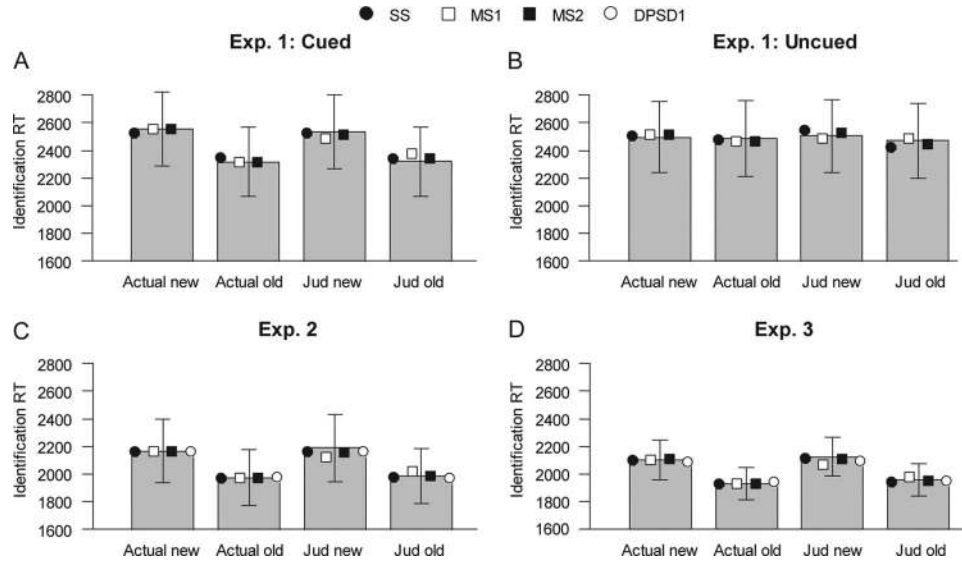 SS MS1 MS2 DPSD1
A
Exp. 1: Cued
Identification RT
2800
2600
2400
2200
2000
1800
1600
Actual new Actual old Jud new Jud old
B
Exp. 1: Uncued
Identification RT
2800
2600
2400
2200
2000
1800
1600
Actual new Actual old Jud new Jud old
C
Exp. 2
Identification RT
2800
2600
2400
2200
2000
1800
1600
Actual new Actual old Jud new Jud old
D
Exp. 3
Identification RT
2800
2600
2400
2200
2000
1800
1600
Actual new Actual old Jud new Jud old